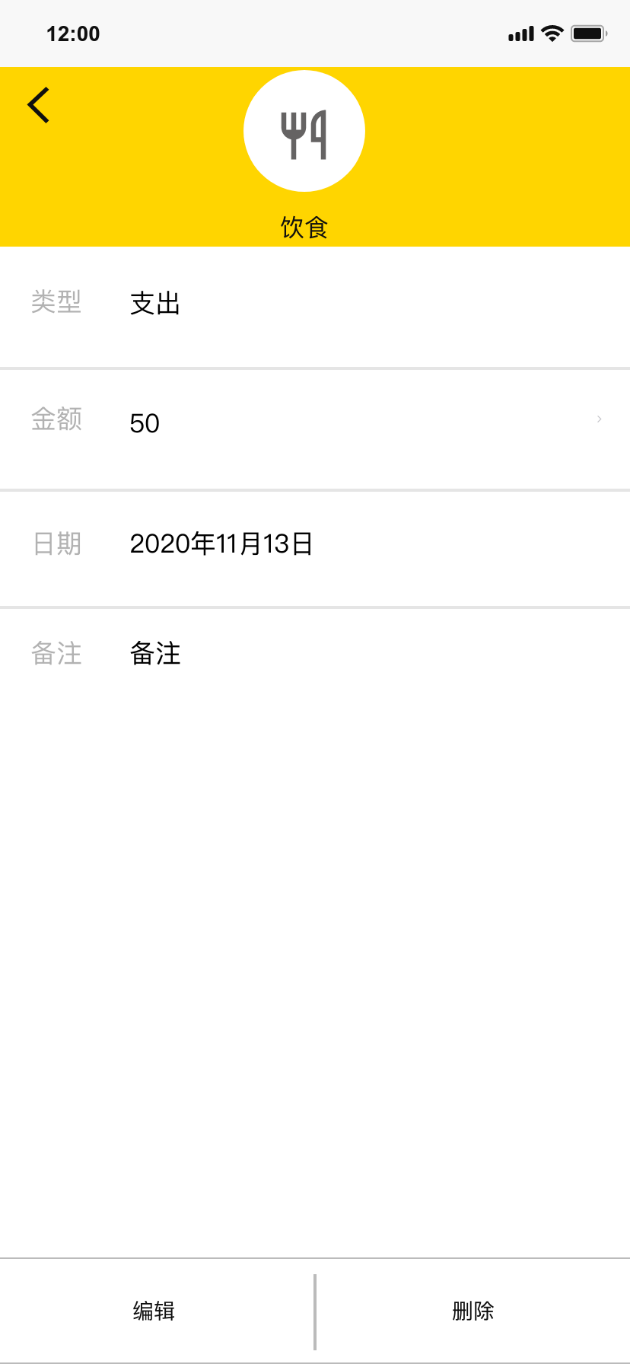 12:00
饮食
类型 支出
金额 50
日期 2020年11月13日
备注 备注
编辑 删除